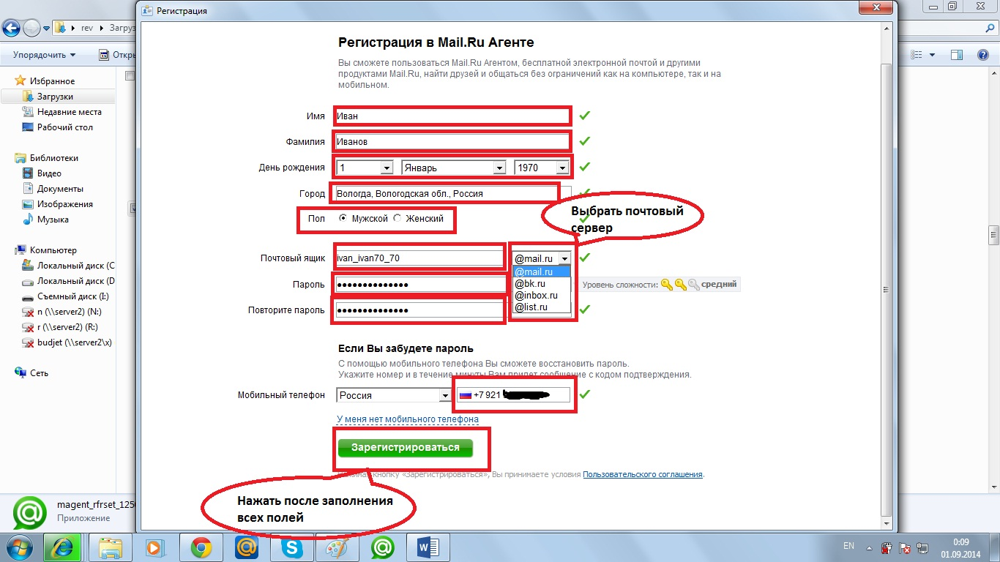 Регистрация
rev
Загруз
Упорядочить
Откры
Избранное
Загрузки
Недавние места
Рабочий стол
Библиотеки
Видео
Документы
Изображения
Музыка
Компьютер
Локальный диск (C
Локальный диск (D
Съемный диск (I:)
n (\\server2) (N:)
r (\\server2) (R:)
budjet (\\server2\x)
Сеть
Регистрация в Mail.Ru Агенте
Вы сможете пользоваться Mail.Ru Агентом, бесплатной электронной почтой и другими
продуктами Mail.Ru, найти друзей и общаться без ограничений как на компьютере, так и на
мобильном.
Имя Иван
Фамилия Иванов
День рождения 1 Январь 1970
Город Вологда, Вологодская обл., Россия
Пол Мужской Женский
Выбрать почтовый
сервер
Почтовый ящик ivan_ivan70_70 @mail.ru
@mail.ru
@bk.ru
@inbox.ru
@list.ru
Пароль •••••••••••••• Уровень сложности: средний
Повторите пароль ••••••••••••••
Если Вы забудете пароль
С помощью мобильного телефона Вы сможете восстановить пароль.
Укажите номер и в течение минуты Вам придет сообщение с кодом подтверждения.
Мобильный телефон Россия +7 921
У меня нет мобильного телефона
Зарегистрироваться
кнопку «Зарегистрироваться», Вы принимаете условия Пользовательского соглашения.
Нажать после заполнения
всех полей
magent_rfrset_1250
Приложение
EN
0:09
01.09.2014